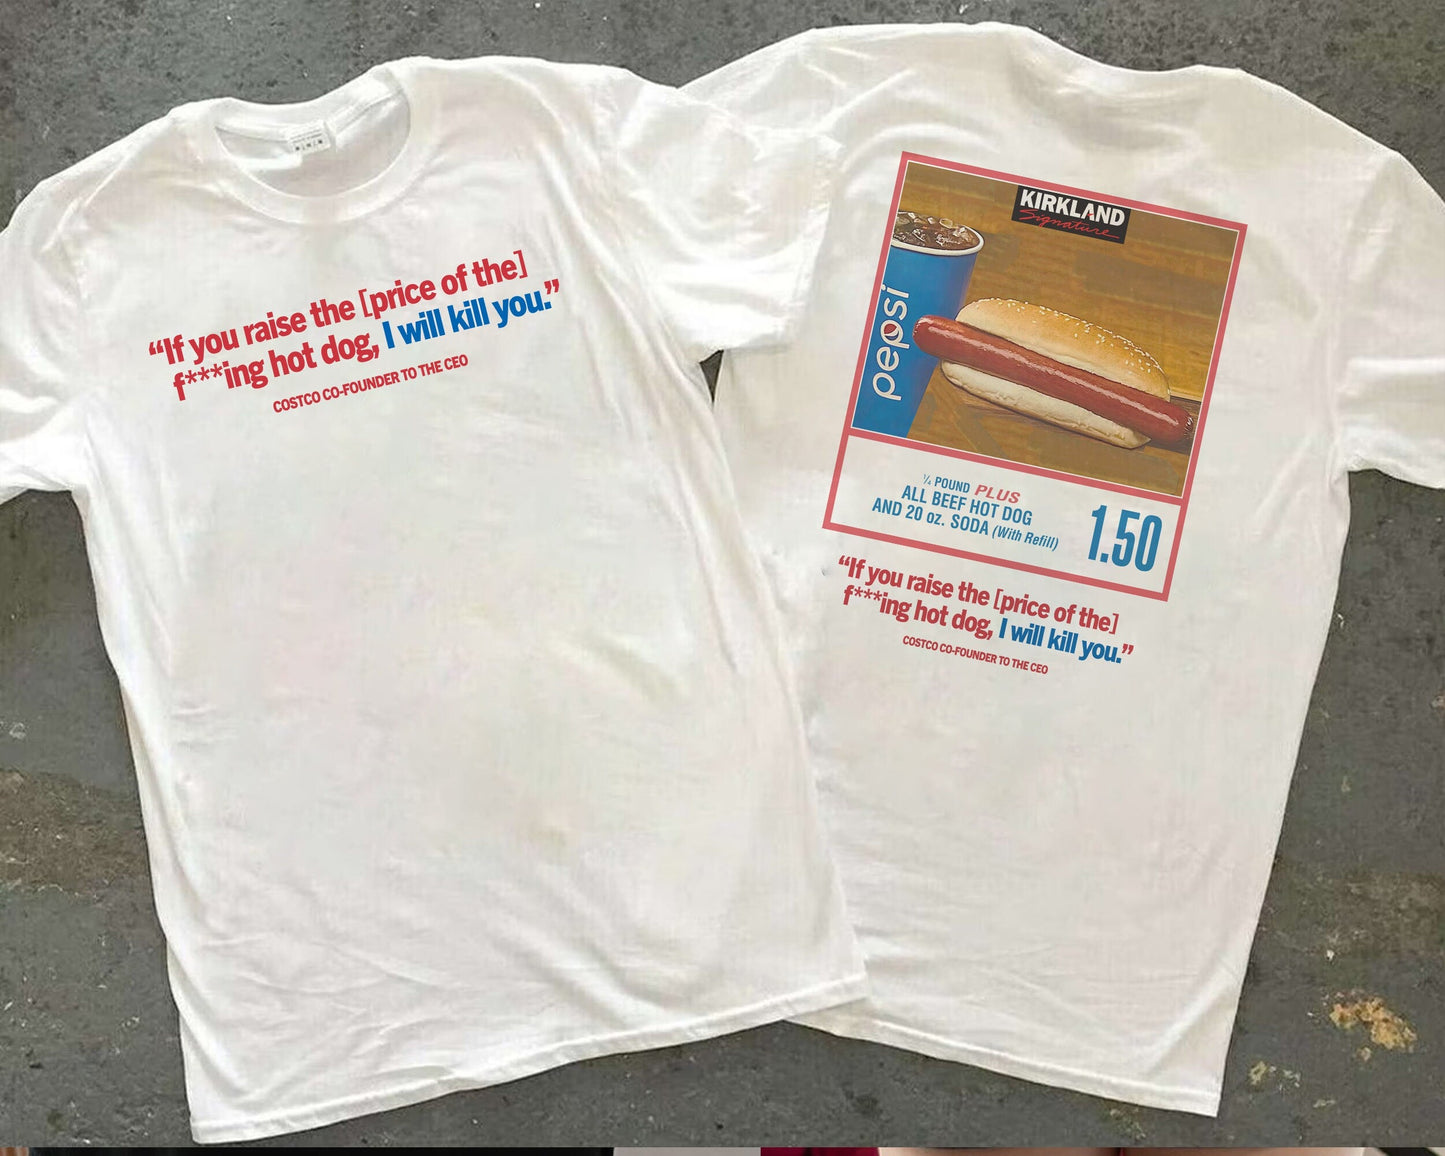 “If you raise the [price of the]
f***ing hot dog, I will kill you.”
COSTCO CO-FOUNDER TO THE CEO
KIRKLAND
Signature
pepsi
¼ POUND PLUS
ALL BEEF HOT DOG
AND 20 oz. SODA (With Refill)
1.50
“If you raise the [price of the]
f***ing hot dog, I will kill you.”
COSTCO CO-FOUNDER TO THE CEO